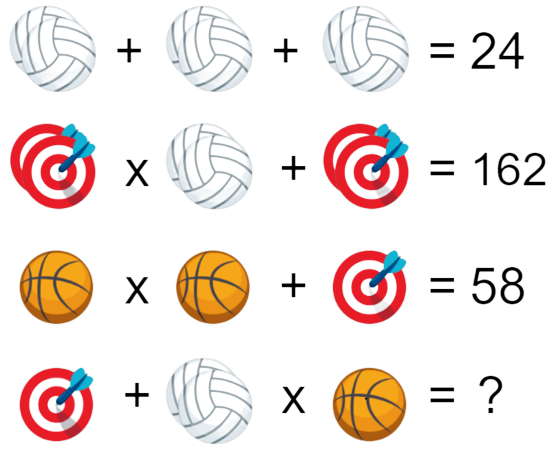 + + = 24
x + = 162
x + = 58
+ x = ?